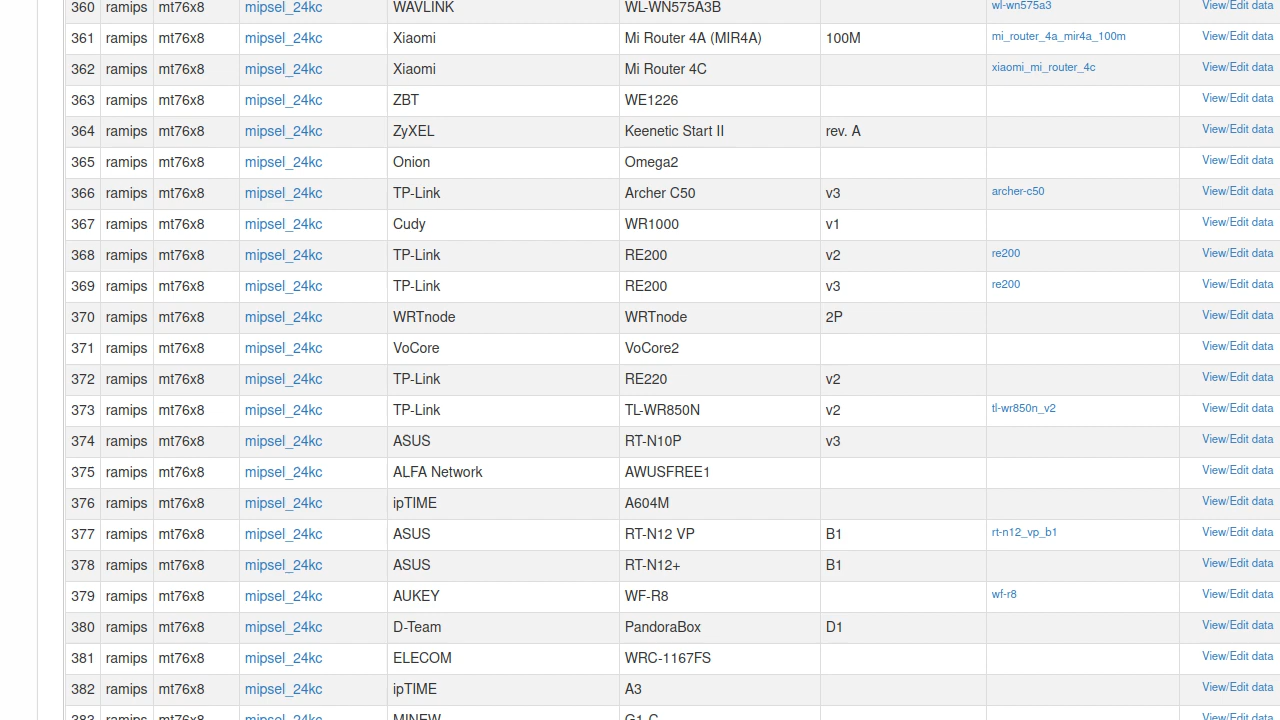 360 ramips mt76x8 mipsel_24kc WAVLINK WL-WN575A3B wl-wn575a3 View/Edit data
361 ramips mt76x8 mipsel_24kc Xiaomi Mi Router 4A (MIR4A) 100M mi_router_4a_mir4a_100m View/Edit data
362 ramips mt76x8 mipsel_24kc Xiaomi Mi Router 4C xiaomi_mi_router_4c View/Edit data
363 ramips mt76x8 mipsel_24kc ZBT WE1226 View/Edit data
364 ramips mt76x8 mipsel_24kc ZyXEL Keenetic Start II rev. A View/Edit data
365 ramips mt76x8 mipsel_24kc Onion Omega2 View/Edit data
366 ramips mt76x8 mipsel_24kc TP-Link Archer C50 v3 archer-c50 View/Edit data
367 ramips mt76x8 mipsel_24kc Cudy WR1000 v1 View/Edit data
368 ramips mt76x8 mipsel_24kc TP-Link RE200 v2 re200 View/Edit data
369 ramips mt76x8 mipsel_24kc TP-Link RE200 v3 re200 View/Edit data
370 ramips mt76x8 mipsel_24kc WRTnode WRTnode 2P View/Edit data
371 ramips mt76x8 mipsel_24kc VoCore VoCore2 View/Edit data
372 ramips mt76x8 mipsel_24kc TP-Link RE220 v2 View/Edit data
373 ramips mt76x8 mipsel_24kc TP-Link TL-WR850N v2 tl-wr850n_v2 View/Edit data
374 ramips mt76x8 mipsel_24kc ASUS RT-N10P v3 View/Edit data
375 ramips mt76x8 mipsel_24kc ALFA Network AWUSFREE1 View/Edit data
376 ramips mt76x8 mipsel_24kc ipTIME A604M View/Edit data
377 ramips mt76x8 mipsel_24kc ASUS RT-N12 VP B1 rt-n12_vp_b1 View/Edit data
378 ramips mt76x8 mipsel_24kc ASUS RT-N12+ B1 View/Edit data
379 ramips mt76x8 mipsel_24kc AUKEY WF-R8 wf-r8 View/Edit data
380 ramips mt76x8 mipsel_24kc D-Team PandoraBox D1 View/Edit data
381 ramips mt76x8 mipsel_24kc ELECOM WRC-1167FS View/Edit data
382 ramips mt76x8 mipsel_24kc ipTIME A3 View/Edit data
383 ramips mt76x8 mipsel_24kc MINEW G1-C View/Edit data